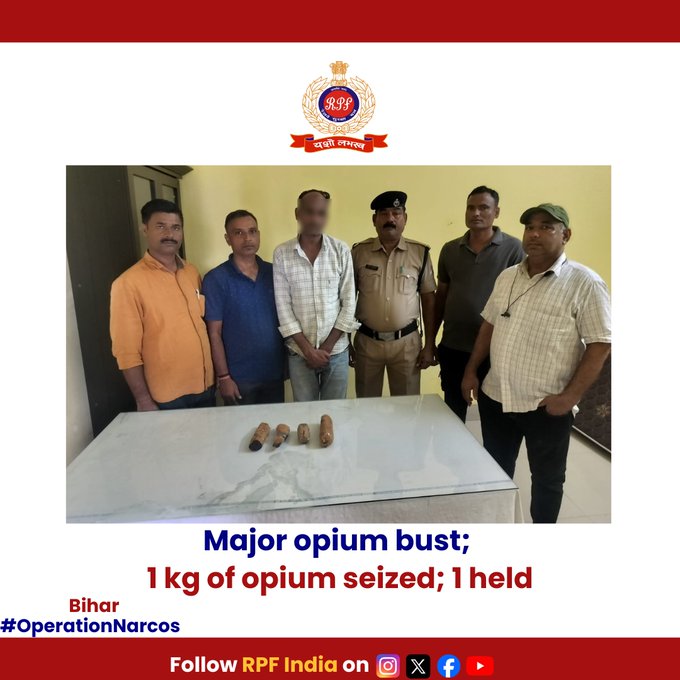 RPF
यशो लभस्व
Major opium bust;
1 kg of opium seized; 1 held
Bihar
#OperationNarcos
Follow RPF India on